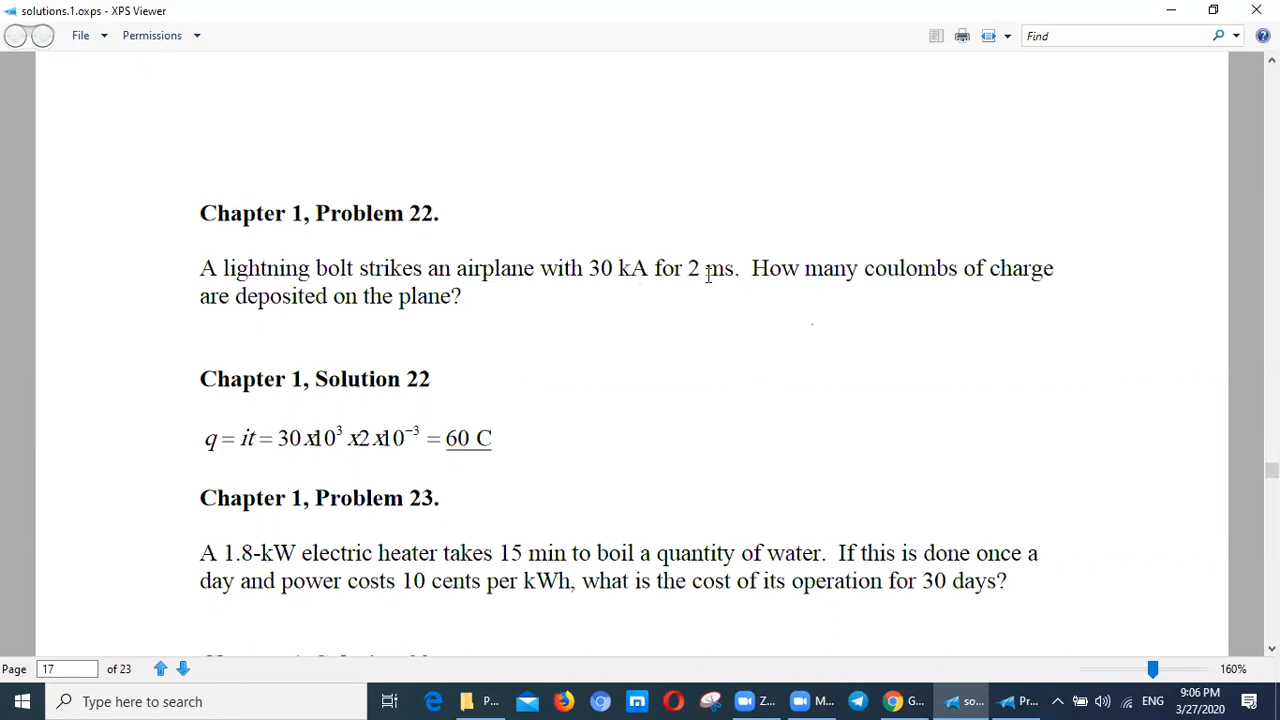 solutions.1.oxps - XPS Viewer
File Permissions Find
Chapter 1, Problem 22.
A lightning bolt strikes an airplane with 30 kA for 2 ms. How many coulombs of charge
are deposited on the plane?
Chapter 1, Solution 22
q = it = 30x10³ x2x10⁻³ = 60 C
Chapter 1, Problem 23.
A 1.8-kW electric heater takes 15 min to boil a quantity of water. If this is done once a
day and power costs 10 cents per kWh, what is the cost of its operation for 30 days?
Page 17 of 23 160%
Type here to search P... Z... M... G... so... Pr... ENG 9:06 PM
3/27/2020